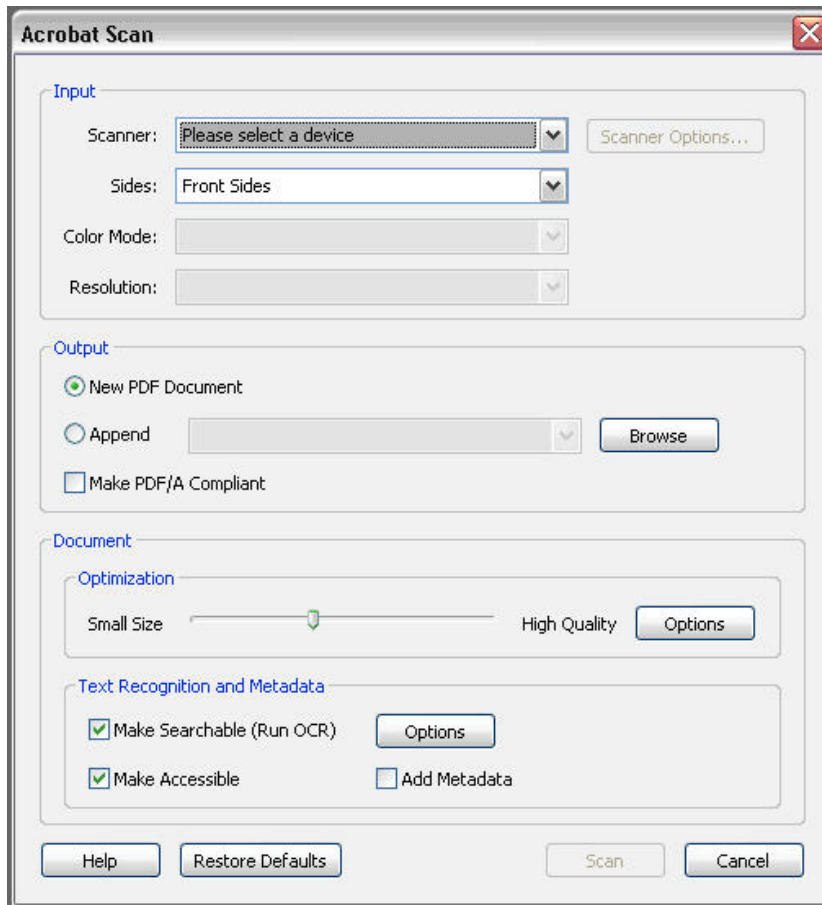 Acrobat Scan
Input
Scanner: Please select a device Scanner Options...
Sides: Front Sides
Color Mode:
Resolution:
Output
New PDF Document
Append Browse
Make PDF/A Compliant
Document
Optimization
Small Size High Quality Options
Text Recognition and Metadata
Make Searchable (Run OCR) Options
Make Accessible Add Metadata
Help Restore Defaults Scan Cancel